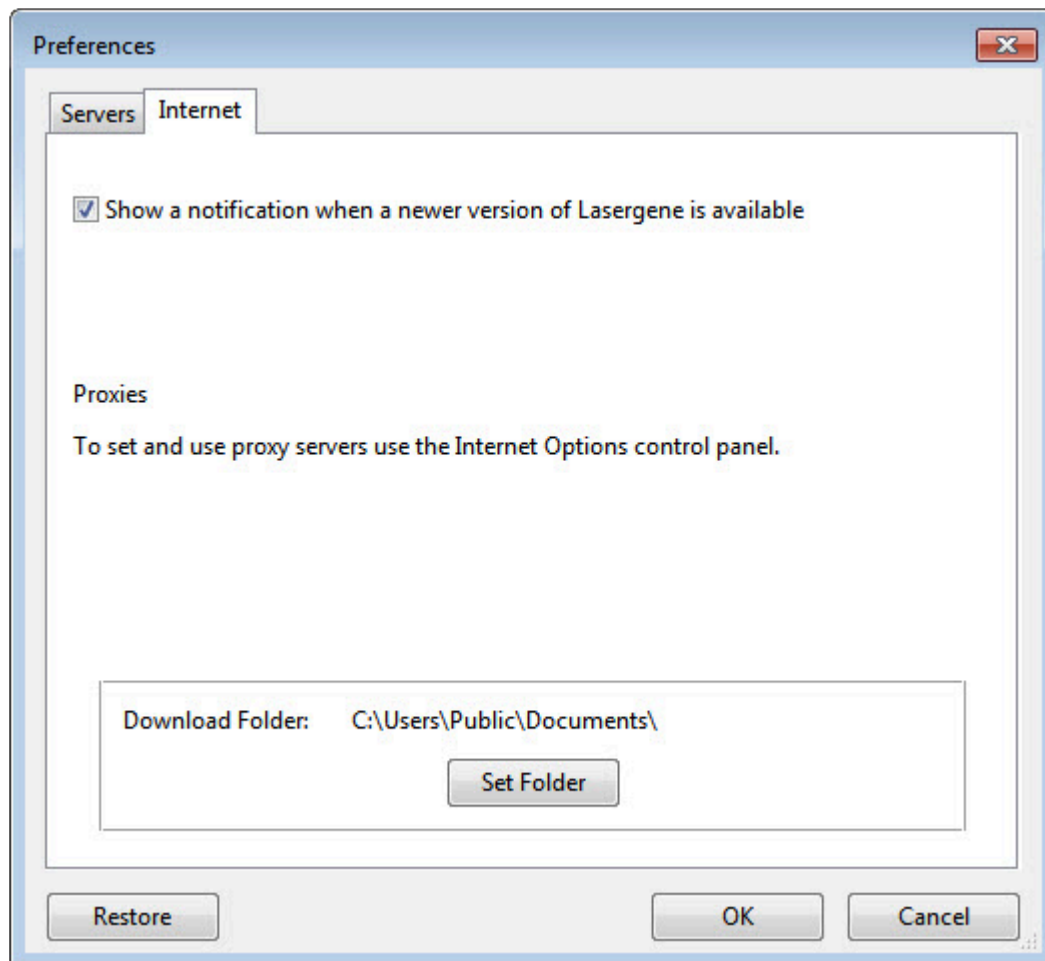 Preferences
Servers
Internet
Show a notification when a newer version of Lasergene is available
Proxies
To set and use proxy servers use the Internet Options control panel.
Download Folder: C:\Users\Public\Documents\
Set Folder
Restore
OK
Cancel